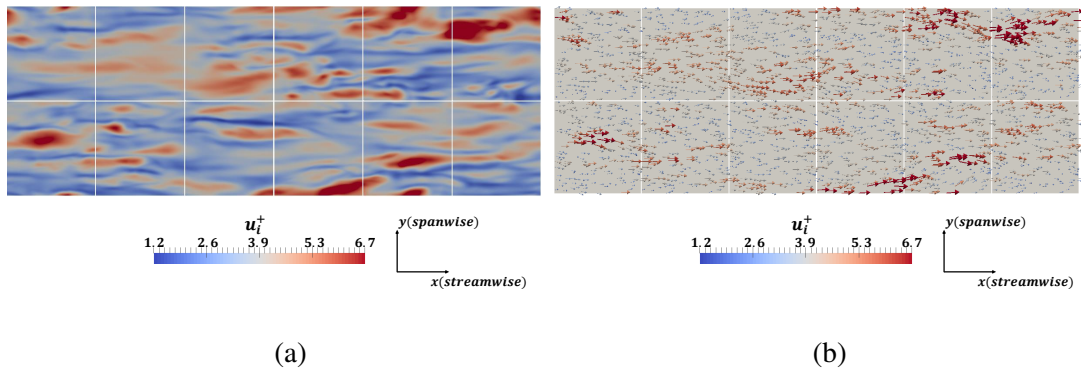 u_i^+
1.2 2.6 3.9 5.3 6.7
y(spanwise)
x(streamwise)
(a)
u_i^+
1.2 2.6 3.9 5.3 6.7
y(spanwise)
x(streamwise)
(b)